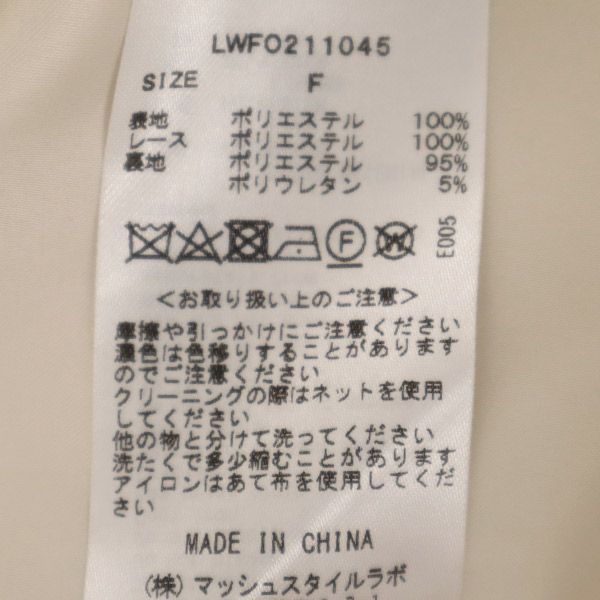 LWFO211045
SIZE F
表地 ポリエステル 100%
レース ポリエステル 100%
裏地 ポリエステル 95%
ポリウレタン 5%
F W E005
<お取り扱い上のご注意>
摩擦や引っかけにご注意ください
濃色は色移りすることがあります
のでご注意ください
クリーニングの際はネットを使用
してください
他の物と分けて洗ってください
洗たくで多少縮むことがあります
アイロンはあて布を使用してくだ
さい
MADE IN CHINA
(株)マッシュスタイルラボ